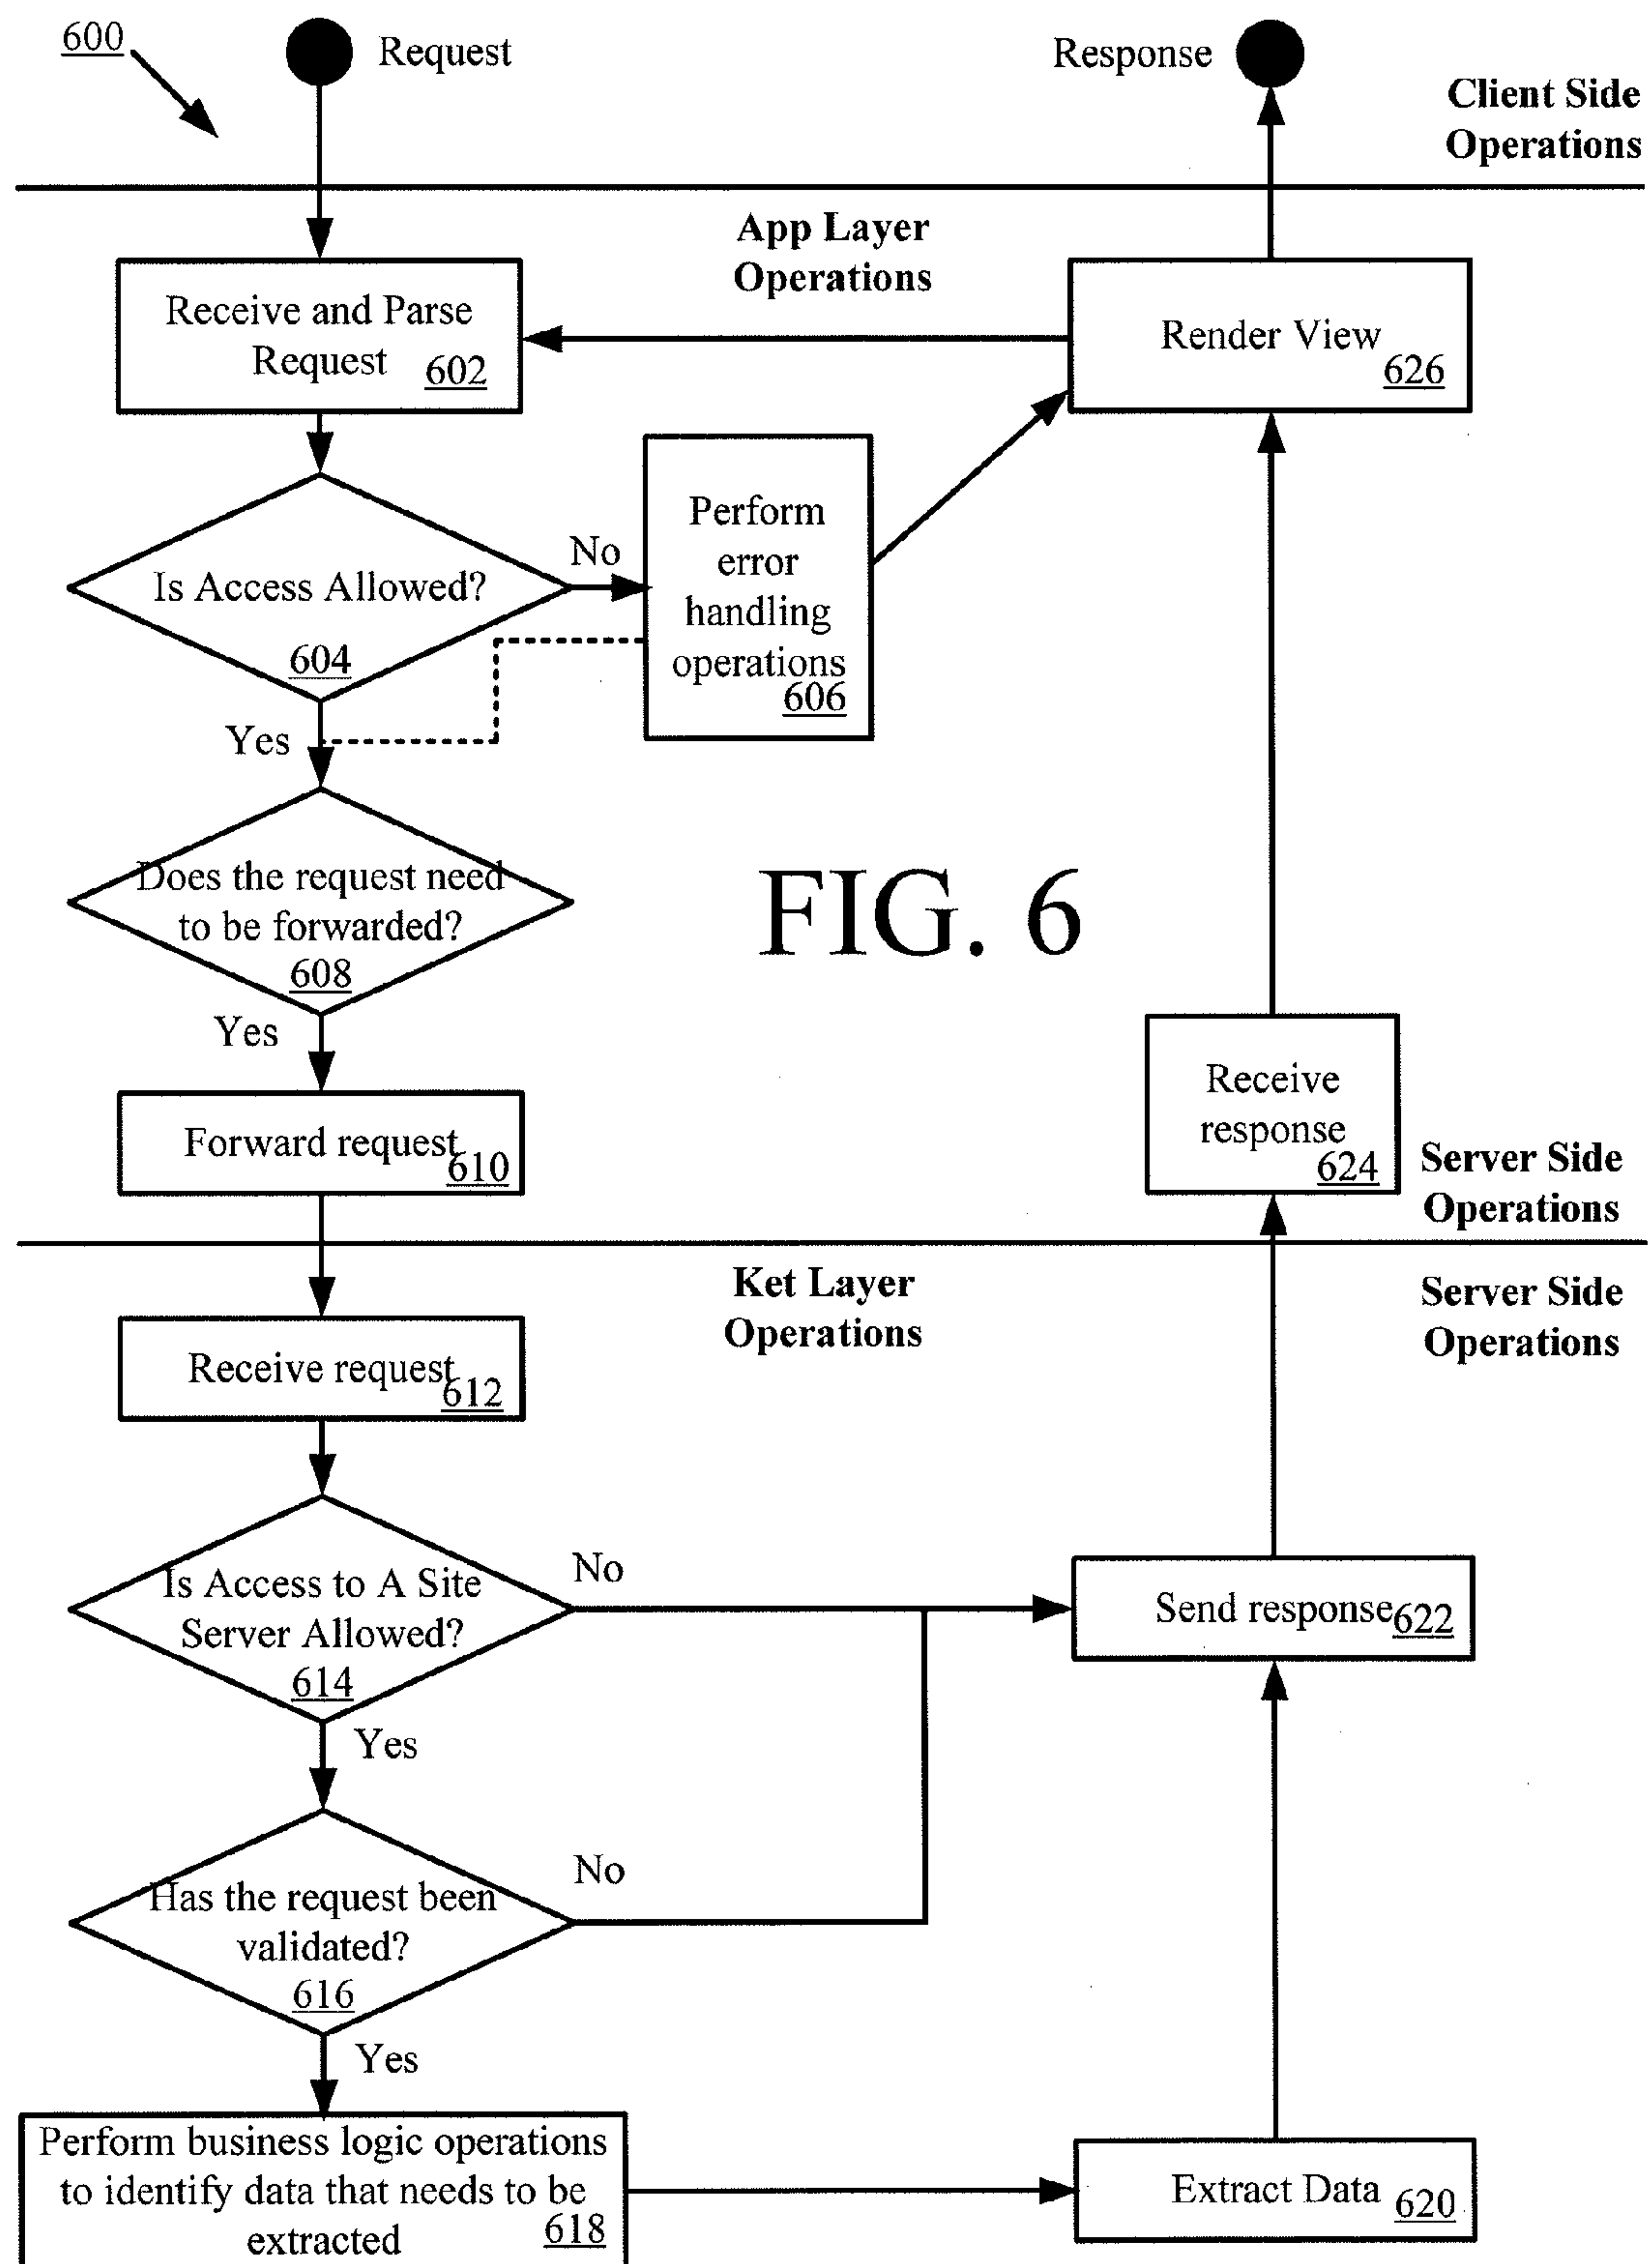 600
Request
Response
Client Side
Operations
App Layer
Operations
Receive and Parse
Request
602
Render View
626
Is Access Allowed?
604
No
Perform
error
handling
operations
606
Yes
Does the request need
to be forwarded?
608
FIG. 6
Yes
Forward request
610
Receive
response
624
Server Side
Operations
Ket Layer
Operations
Server Side
Operations
Receive request
612
Is Access to A Site
Server Allowed?
614
No
Send response
622
Yes
Has the request been
validated?
616
No
Yes
Perform business logic operations
to identify data that needs to be
extracted
618
Extract Data
620